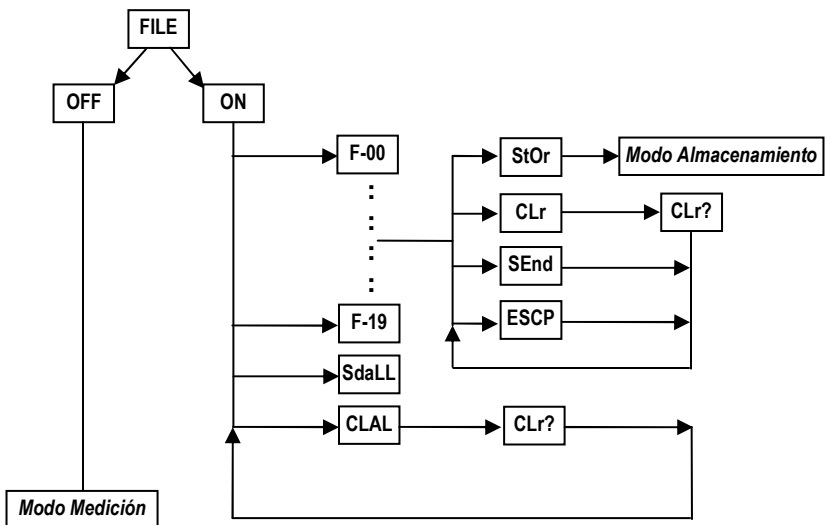 FILE
OFF
ON
F-00
StOr
Modo Almacenamiento
CLr
CLr?
SEnd
F-19
ESCP
SdaLL
CLAL
CLr?
Modo Medición